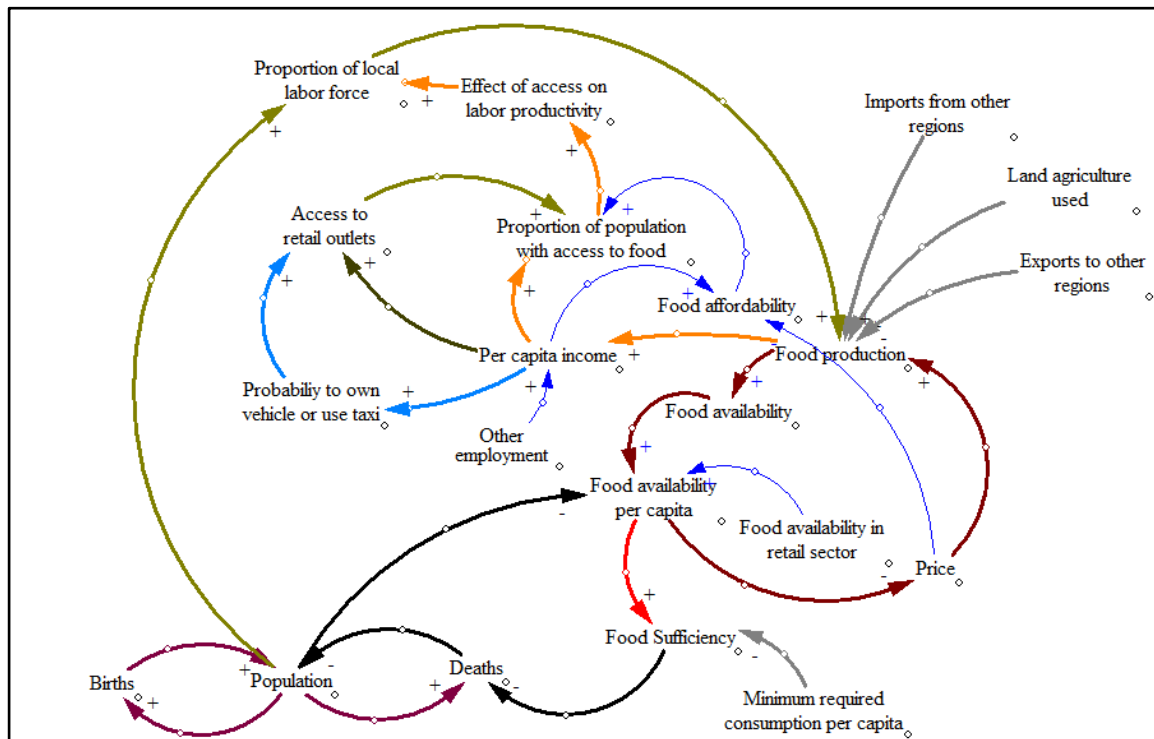 Proportion of local
labor force
Effect of access on
labor productivity
Imports from other
regions
Land agriculture
used
Access to
retail outlets
Proportion of population
with access to food
Exports to other
regions
Food affordability
Per capita income
Food production
Probabiliy to own
vehicle or use taxi
Food availability
Other
employment
Food availability
per capita
Food availability in
retail sector
Price
Food Sufficiency
Births
Population
Deaths
Minimum required
consumption per capita